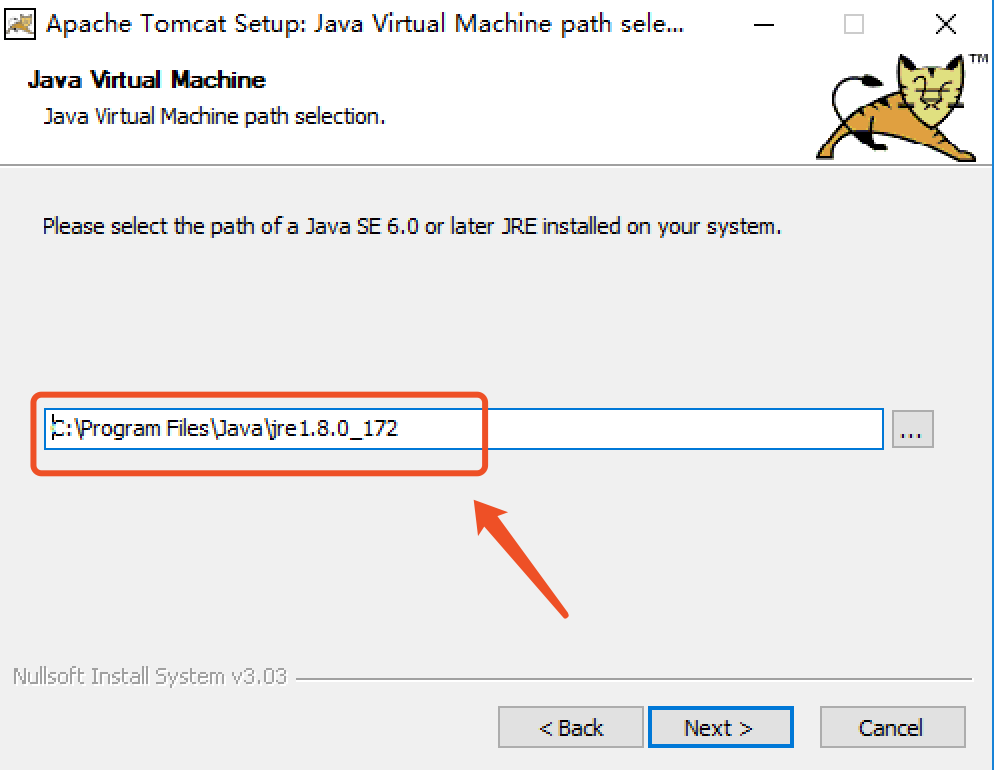 Apache Tomcat Setup: Java Virtual Machine path sele...
TM
Java Virtual Machine
Java Virtual Machine path selection.
Please select the path of a Java SE 6.0 or later JRE installed on your system.
C:\Program Files\Java\jre1.8.0_172
...
Nullsoft Install System v3.03
< Back
Next >
Cancel